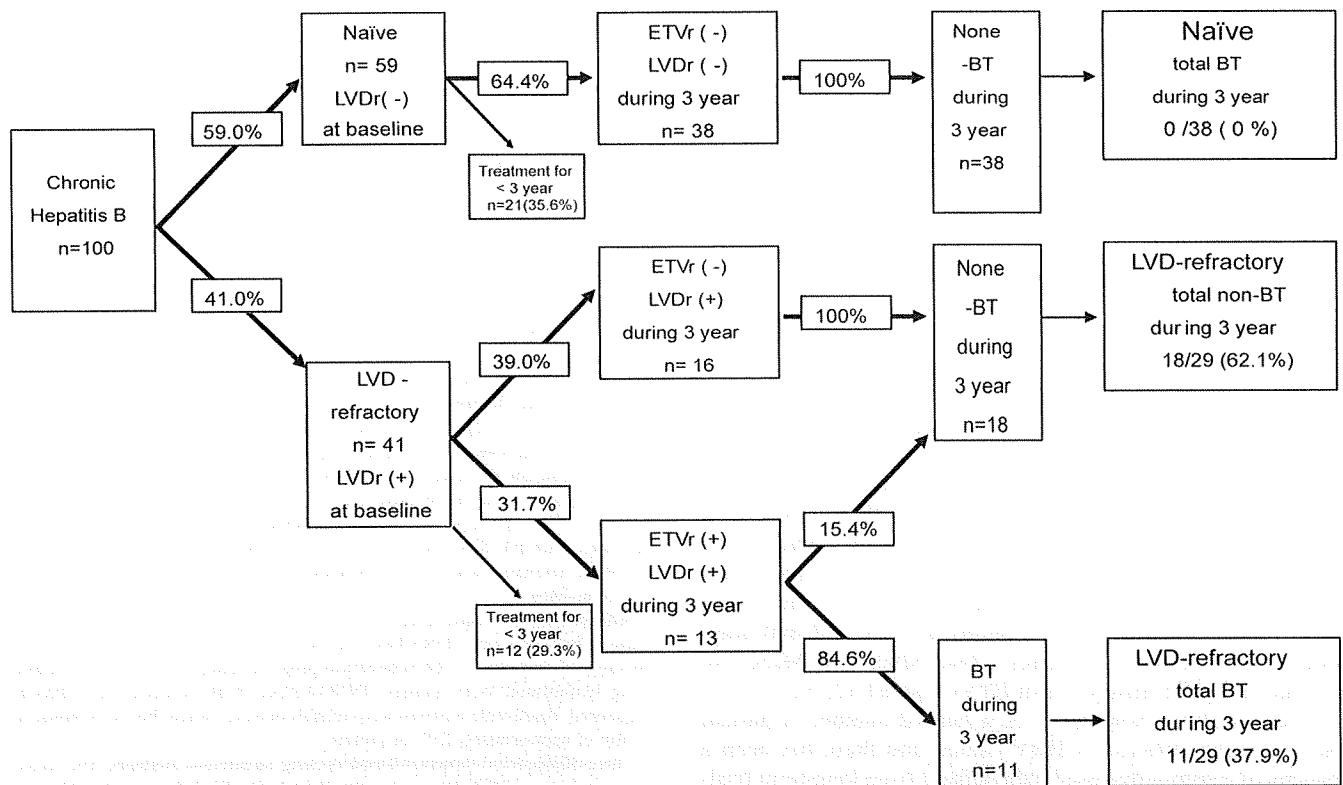 Chronic
Hepatitis B
n=100
59.0%
41.0%
Naïve
n= 59
LVDr( -)
at baseline
64.4%
Treatment for
< 3 year
n=21(35.6%)
ETVr ( -)
LVDr ( -)
during 3 year
n= 38
100%
None
-BT
during
3 year
n=38
Naïve
total BT
during 3 year
0 /38 ( 0 %)
LVD -
refractory
n= 41
LVDr (+)
at baseline
39.0%
31.7%
Treatment for
< 3 year
n=12 (29.3%)
ETVr ( -)
LVDr (+)
during 3 year
n= 16
100%
None
-BT
during
3 year
n=18
LVD-refractory
total non-BT
during 3 year
18/29 (62.1%)
ETVr (+)
LVDr (+)
during 3 year
n= 13
15.4%
84.6%
BT
during
3 year
n=11
LVD-refractory
total BT
during 3 year
11/29 (37.9%)